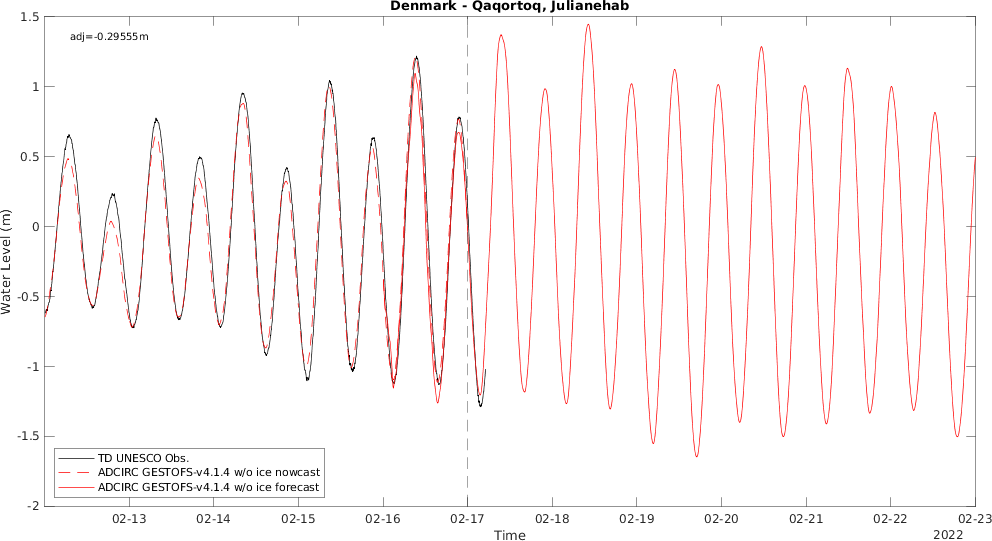 Denmark - Qaqortoq, Julianehab
adj=-0.29555m
1.5
1
0.5
0
-0.5
-1
-1.5
-2
Water Level (m)
TD UNESCO Obs.
ADCIRC GESTOFS-v4.1.4 w/o ice nowcast
ADCIRC GESTOFS-v4.1.4 w/o ice forecast
02-13 02-14 02-15 02-16 02-17 02-18 02-19 02-20 02-21 02-22 02-23
Time
2022